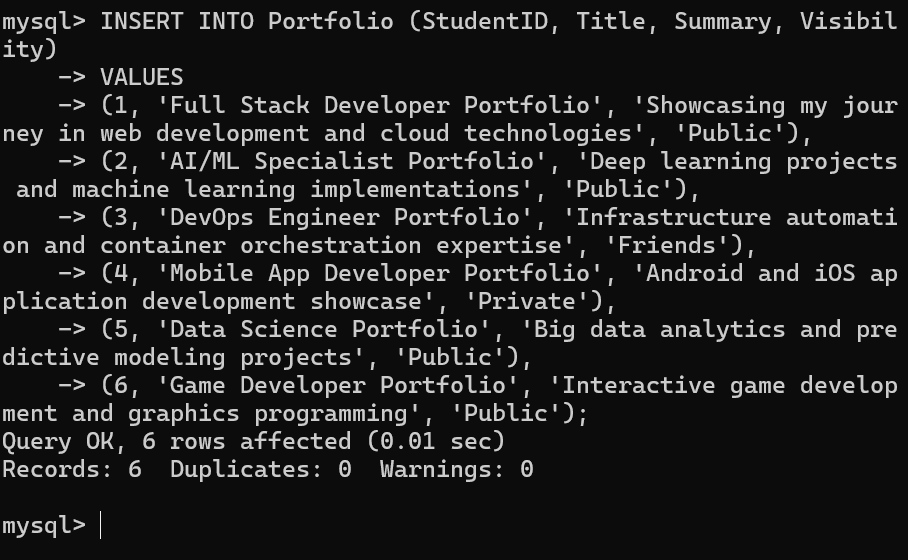 mysql> INSERT INTO Portfolio (StudentID, Title, Summary, Visibil
ity)
    -> VALUES
    -> (1, 'Full Stack Developer Portfolio', 'Showcasing my jour
ney in web development and cloud technologies', 'Public'),
    -> (2, 'AI/ML Specialist Portfolio', 'Deep learning projects
 and machine learning implementations', 'Public'),
    -> (3, 'DevOps Engineer Portfolio', 'Infrastructure automati
on and container orchestration expertise', 'Friends'),
    -> (4, 'Mobile App Developer Portfolio', 'Android and iOS ap
plication development showcase', 'Private'),
    -> (5, 'Data Science Portfolio', 'Big data analytics and pre
dictive modeling projects', 'Public'),
    -> (6, 'Game Developer Portfolio', 'Interactive game develop
ment and graphics programming', 'Public');
Query OK, 6 rows affected (0.01 sec)
Records: 6  Duplicates: 0  Warnings: 0

mysql>